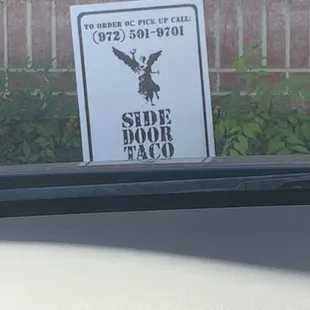 TO ORDER OR PICK UP CALL:
(972) 501-9701
SIDE
DOOR
TACO